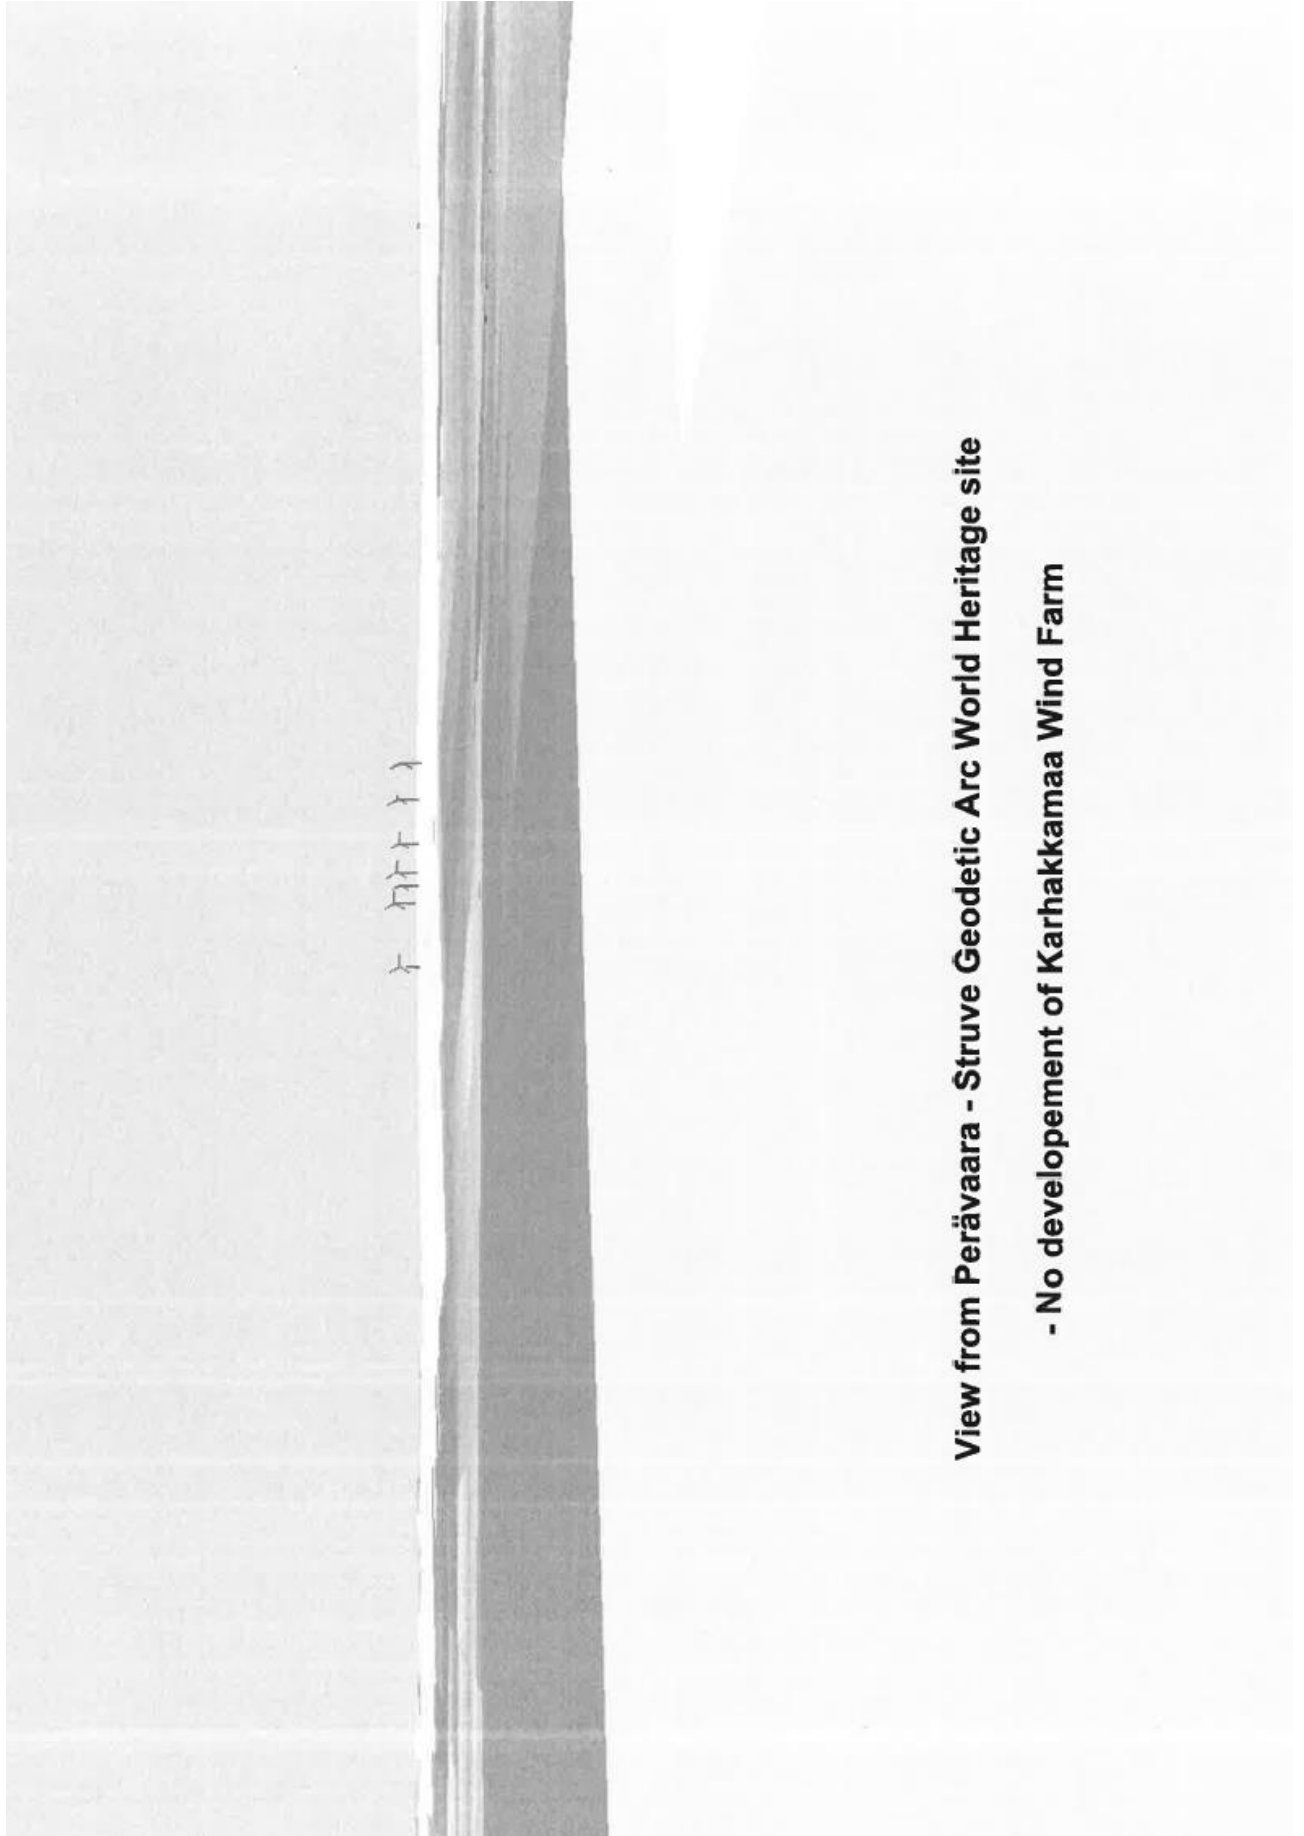 View from Perävaara - Struve Geodetic Arc World Heritage site
- No developement of Karhakkamaa Wind Farm